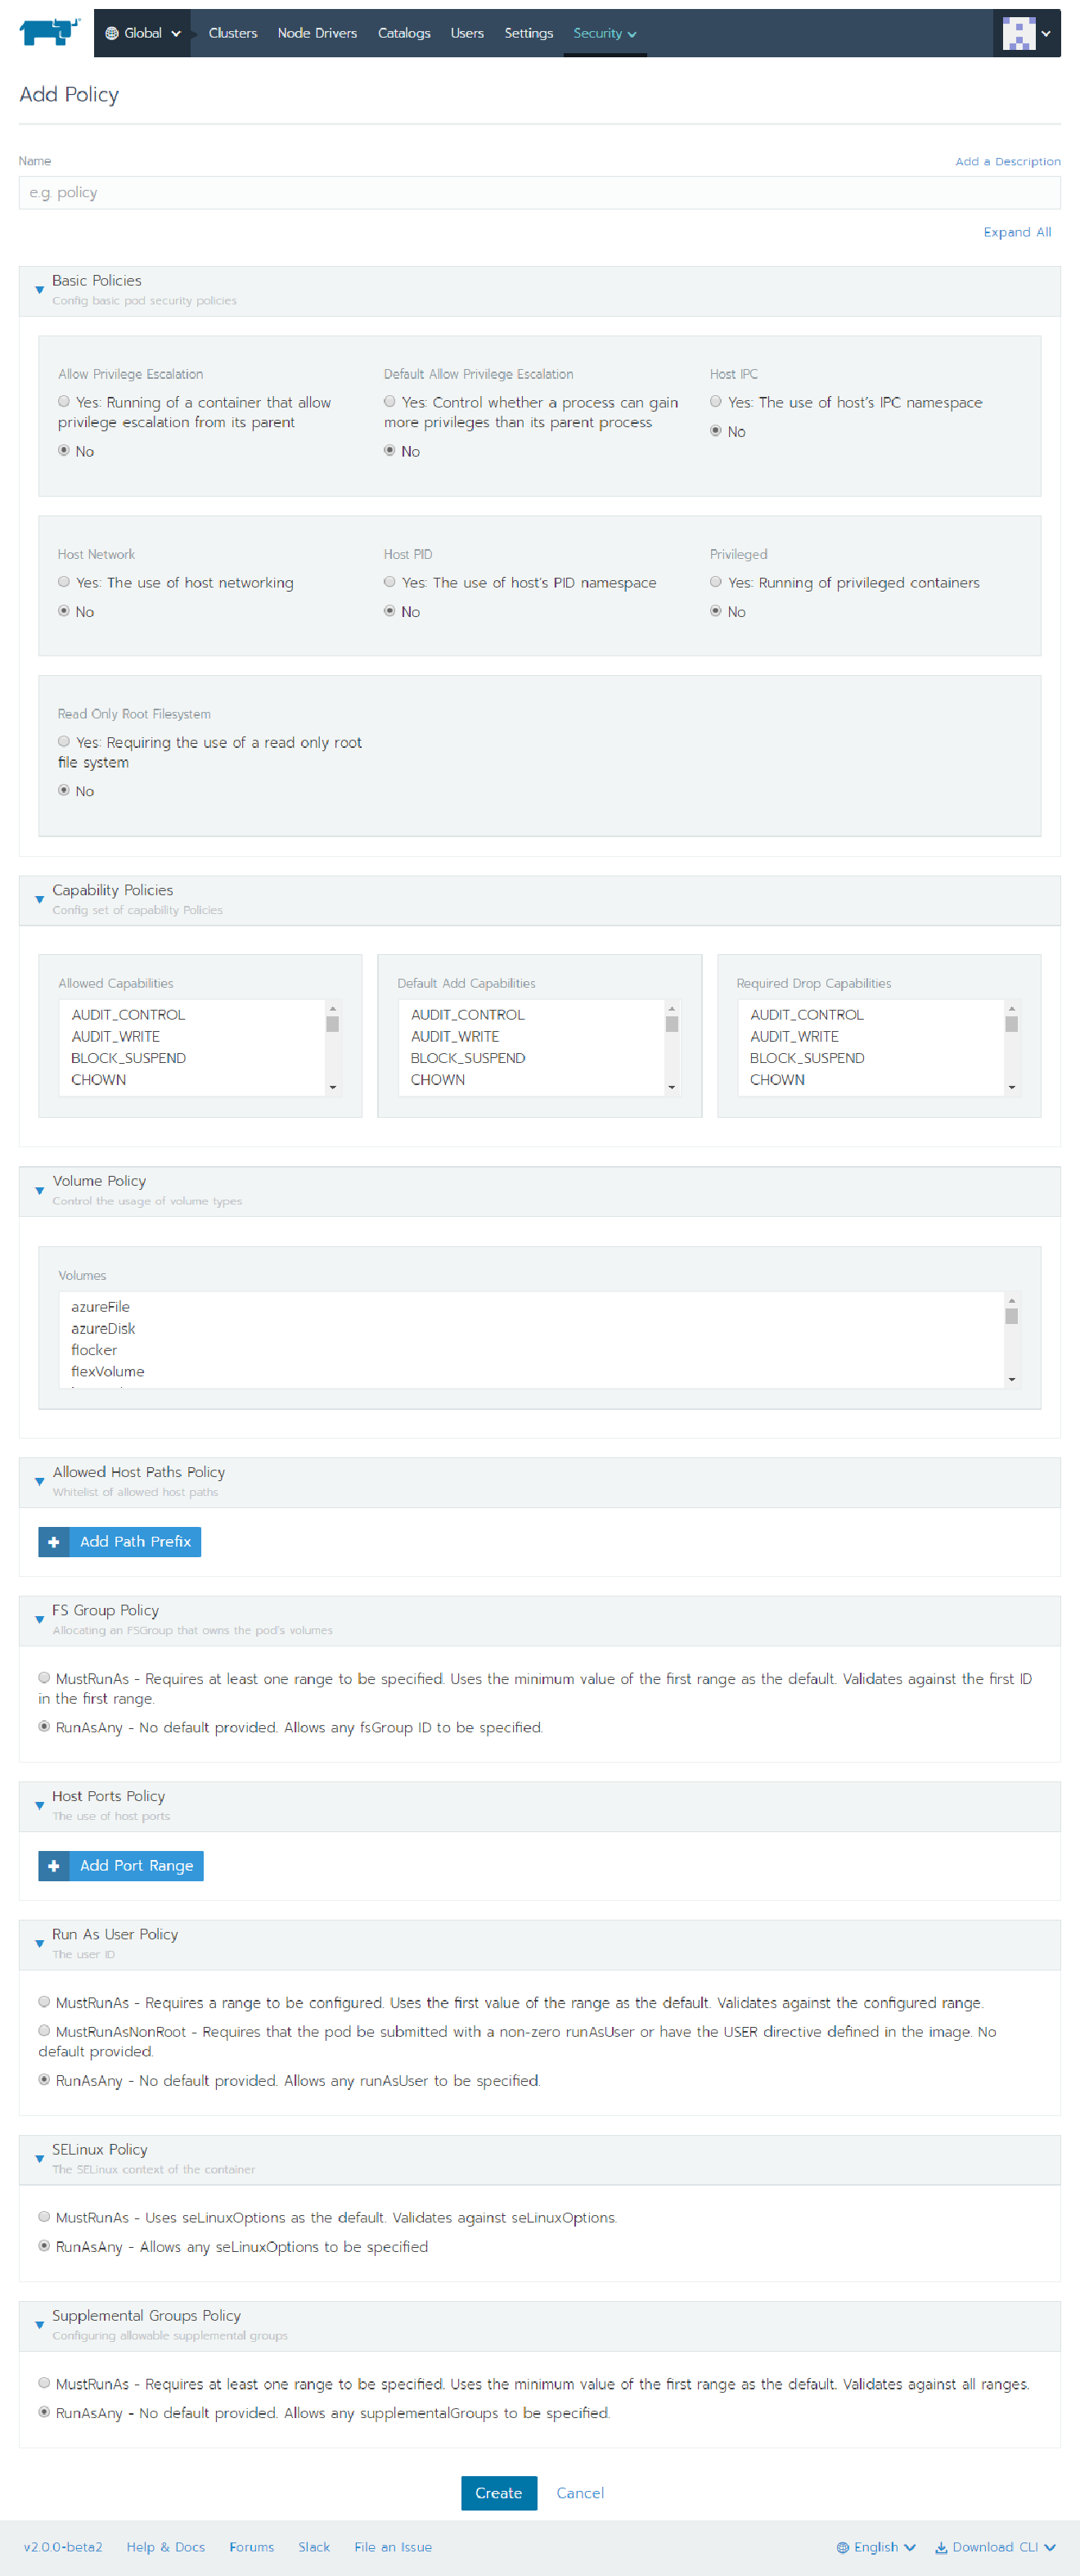 Global Clusters Node Drivers Catalogs Users Settings Security
Add Policy
Name Add a Description
e.g. policy
Expand All
Basic Policies
Config basic pod security policies
Allow Privilege Escalation Default Allow Privilege Escalation Host IPC
Yes: Running of a container that allow Yes: Control whether a process can gain Yes: The use of host's IPC namespace
privilege escalation from its parent more privileges than its parent process No
No No
Host Network Host PID Privileged
Yes: The use of host networking Yes: The use of host's PID namespace Yes: Running of privileged containers
No No No
Read Only Root Filesystem
Yes: Requiring the use of a read only root
file system
No
Capability Policies
Config set of capability Policies
Allowed Capabilities Default Add Capabilities Required Drop Capabilities
AUDIT_CONTROL AUDIT_CONTROL AUDIT_CONTROL
AUDIT_WRITE AUDIT_WRITE AUDIT_WRITE
BLOCK_SUSPEND BLOCK_SUSPEND BLOCK_SUSPEND
CHOWN CHOWN CHOWN
Volume Policy
Control the usage of volume types
Volumes
azureFile
azureDisk
flocker
flexVolume
Allowed Host Paths Policy
Whitelist of allowed host paths
Add Path Prefix
FS Group Policy
Allocating an FSGroup that owns the pod's volumes
MustRunAs - Requires at least one range to be specified. Uses the minimum value of the first range as the default. Validates against the first ID
in the first range.
RunAsAny - No default provided. Allows any fsGroup ID to be specified.
Host Ports Policy
The use of host ports
Add Port Range
Run As User Policy
The user ID
MustRunAs - Requires a range to be configured. Uses the first value of the range as the default. Validates against the configured range.
MustRunAsNonRoot - Requires that the pod be submitted with a non-zero runAsUser or have the USER directive defined in the image. No
default provided.
RunAsAny - No default provided. Allows any runAsUser to be specified.
SELinux Policy
The SELinux context of the container
MustRunAs - Uses seLinuxOptions as the default. Validates against seLinuxOptions.
RunAsAny - Allows any seLinuxOptions to be specified
Supplemental Groups Policy
Configuring allowable supplemental groups
MustRunAs - Requires at least one range to be specified. Uses the minimum value of the first range as the default. Validates against all ranges.
RunAsAny - No default provided. Allows any supplementalGroups to be specified.
Create Cancel
v2.0.0-beta2 Help & Docs Forums Slack File an Issue English Download CLI